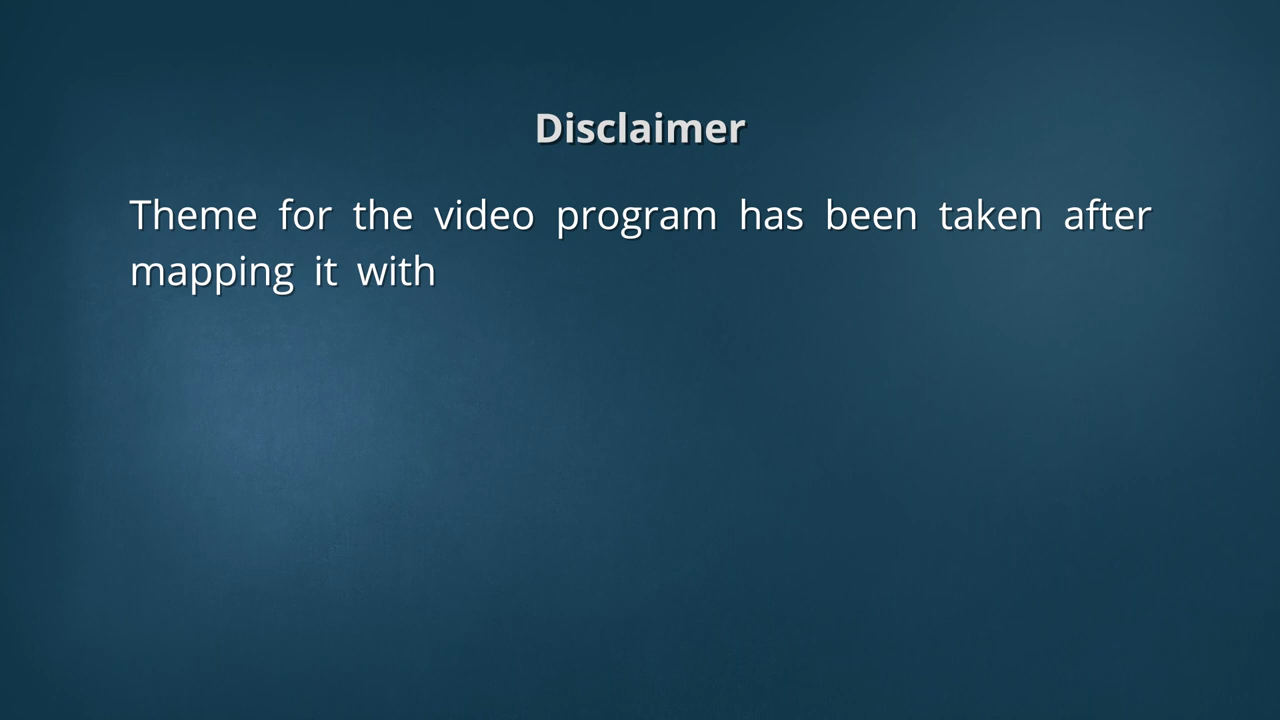 Disclaimer
Theme for the video program has been taken after
mapping it with